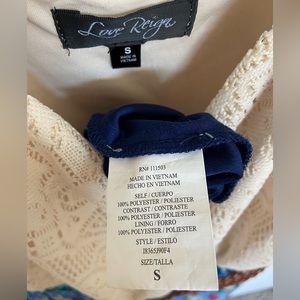 Love Reign
S
MADE IN
VIETNAM
RN# 111503
MADE IN VIETNAM
HECHO EN VIETNAM
SELF / CUERPO
100% POLYESTER / POLIESTER
CONTRAST / CONTRASTE
100% POLYESTER / POLIESTER
LINING / FORRO
100% POLYESTER / POLIESTER
STYLE / ESTILO
I8365J90F4
SIZE/TALLA
S